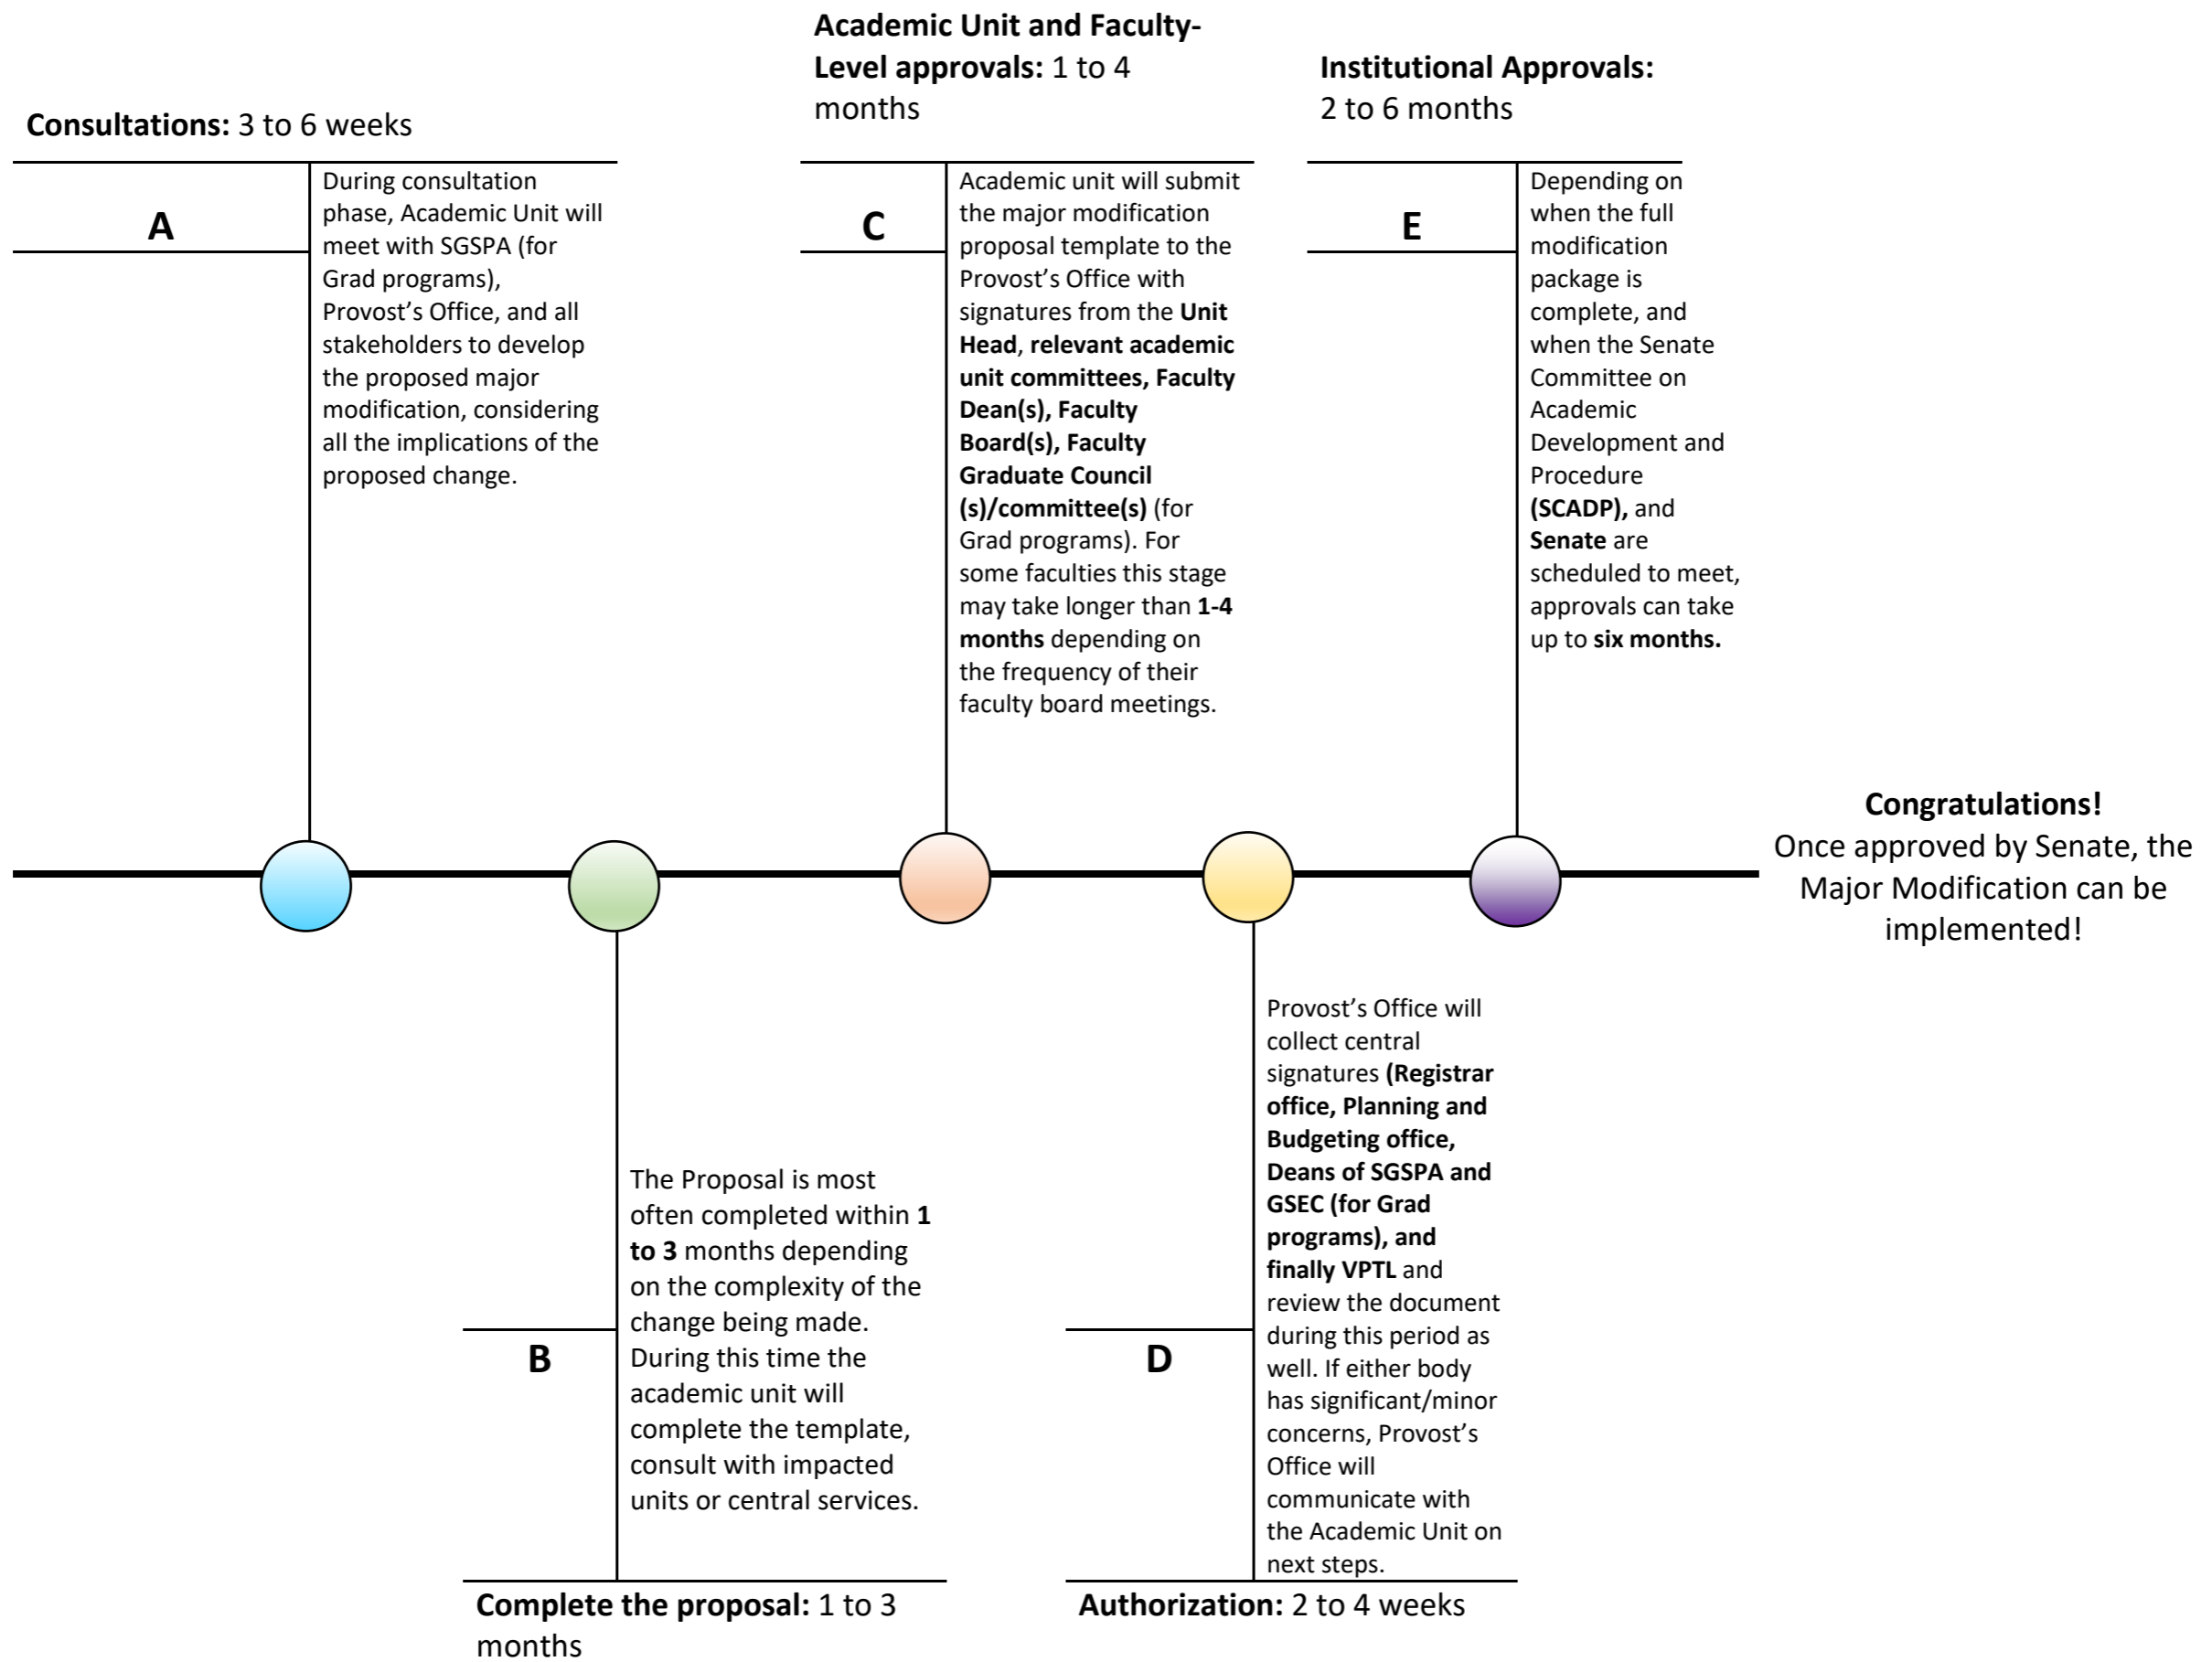 Consultations: 3 to 6 weeks
A
During consultation
phase, Academic Unit will
meet with SGSPA (for
Grad programs),
Provost’s Office, and all
stakeholders to develop
the proposed major
modification, considering
all the implications of the
proposed change.
The Proposal is most
often completed within 1
to 3 months depending
on the complexity of the
change being made.
During this time the
academic unit will
complete the template,
consult with impacted
units or central services.
B
Complete the proposal: 1 to 3
months
Academic Unit and Faculty-
Level approvals: 1 to 4
months
C
Academic unit will submit
the major modification
proposal template to the
Provost’s Office with
signatures from the Unit
Head, relevant academic
unit committees, Faculty
Dean(s), Faculty
Board(s), Faculty
Graduate Council
(s)/committee(s) (for
Grad programs). For
some faculties this stage
may take longer than 1-4
months depending on
the frequency of their
faculty board meetings.
Provost’s Office will
collect central
signatures (Registrar
office, Planning and
Budgeting office,
Deans of SGSPA and
GSEC (for Grad
programs), and
finally VPTL and
review the document
during this period as
well. If either body
has significant/minor
concerns, Provost’s
Office will
communicate with
the Academic Unit on
next steps.
D
Authorization: 2 to 4 weeks
Institutional Approvals:
2 to 6 months
E
Depending on
when the full
modification
package is
complete, and
when the Senate
Committee on
Academic
Development and
Procedure
(SCADP), and
Senate are
scheduled to meet,
approvals can take
up to six months.
Congratulations!
Once approved by Senate, the
Major Modification can be
implemented!